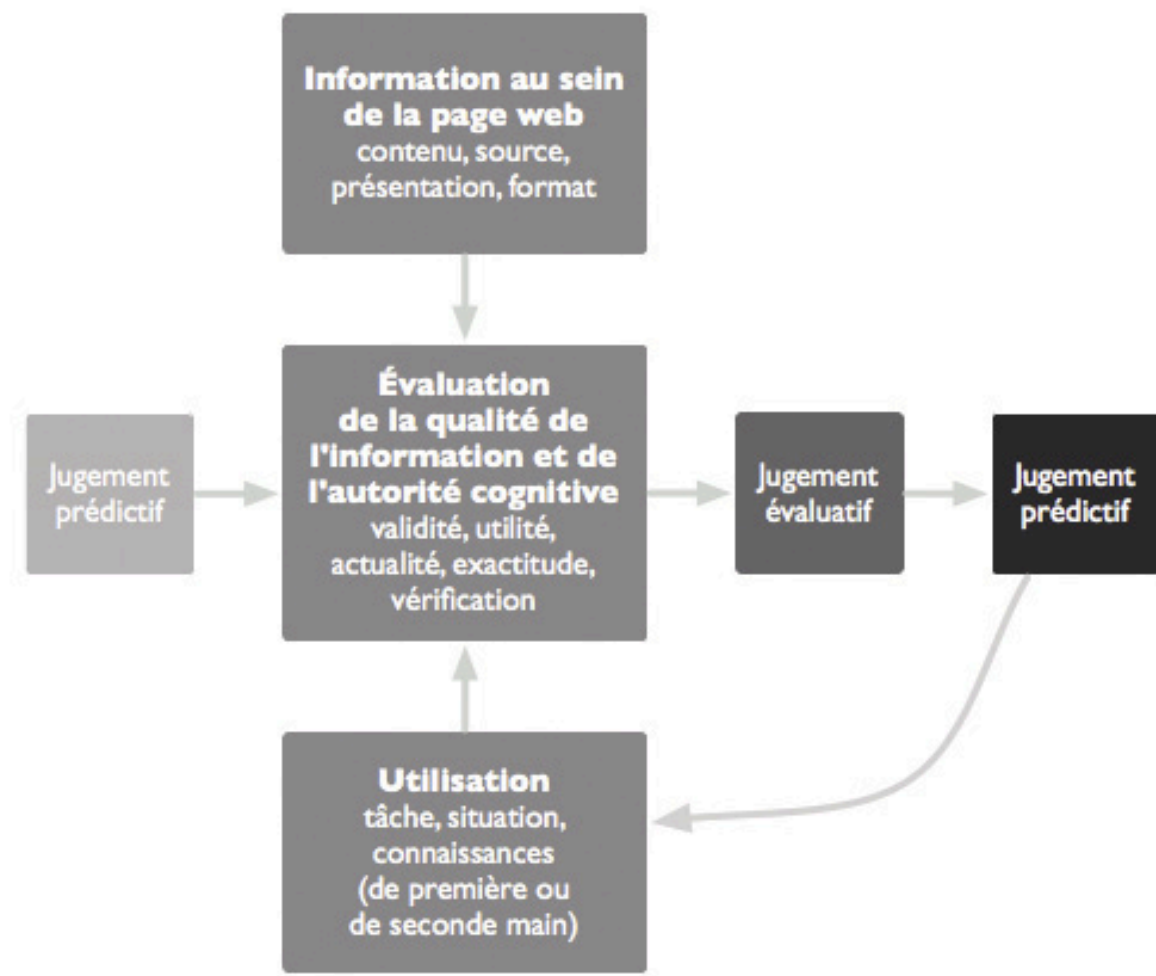 Information au sein
de la page web
contenu, source,
présentation, format
Jugement
prédictif
Évaluation
de la qualité de
l'information et de
l'autorité cognitive
validité, utilité,
actualité, exactitude,
vérification
Jugement
évaluatif
Jugement
prédictif
Utilisation
tâche, situation,
connaissances
(de première ou
de seconde main)